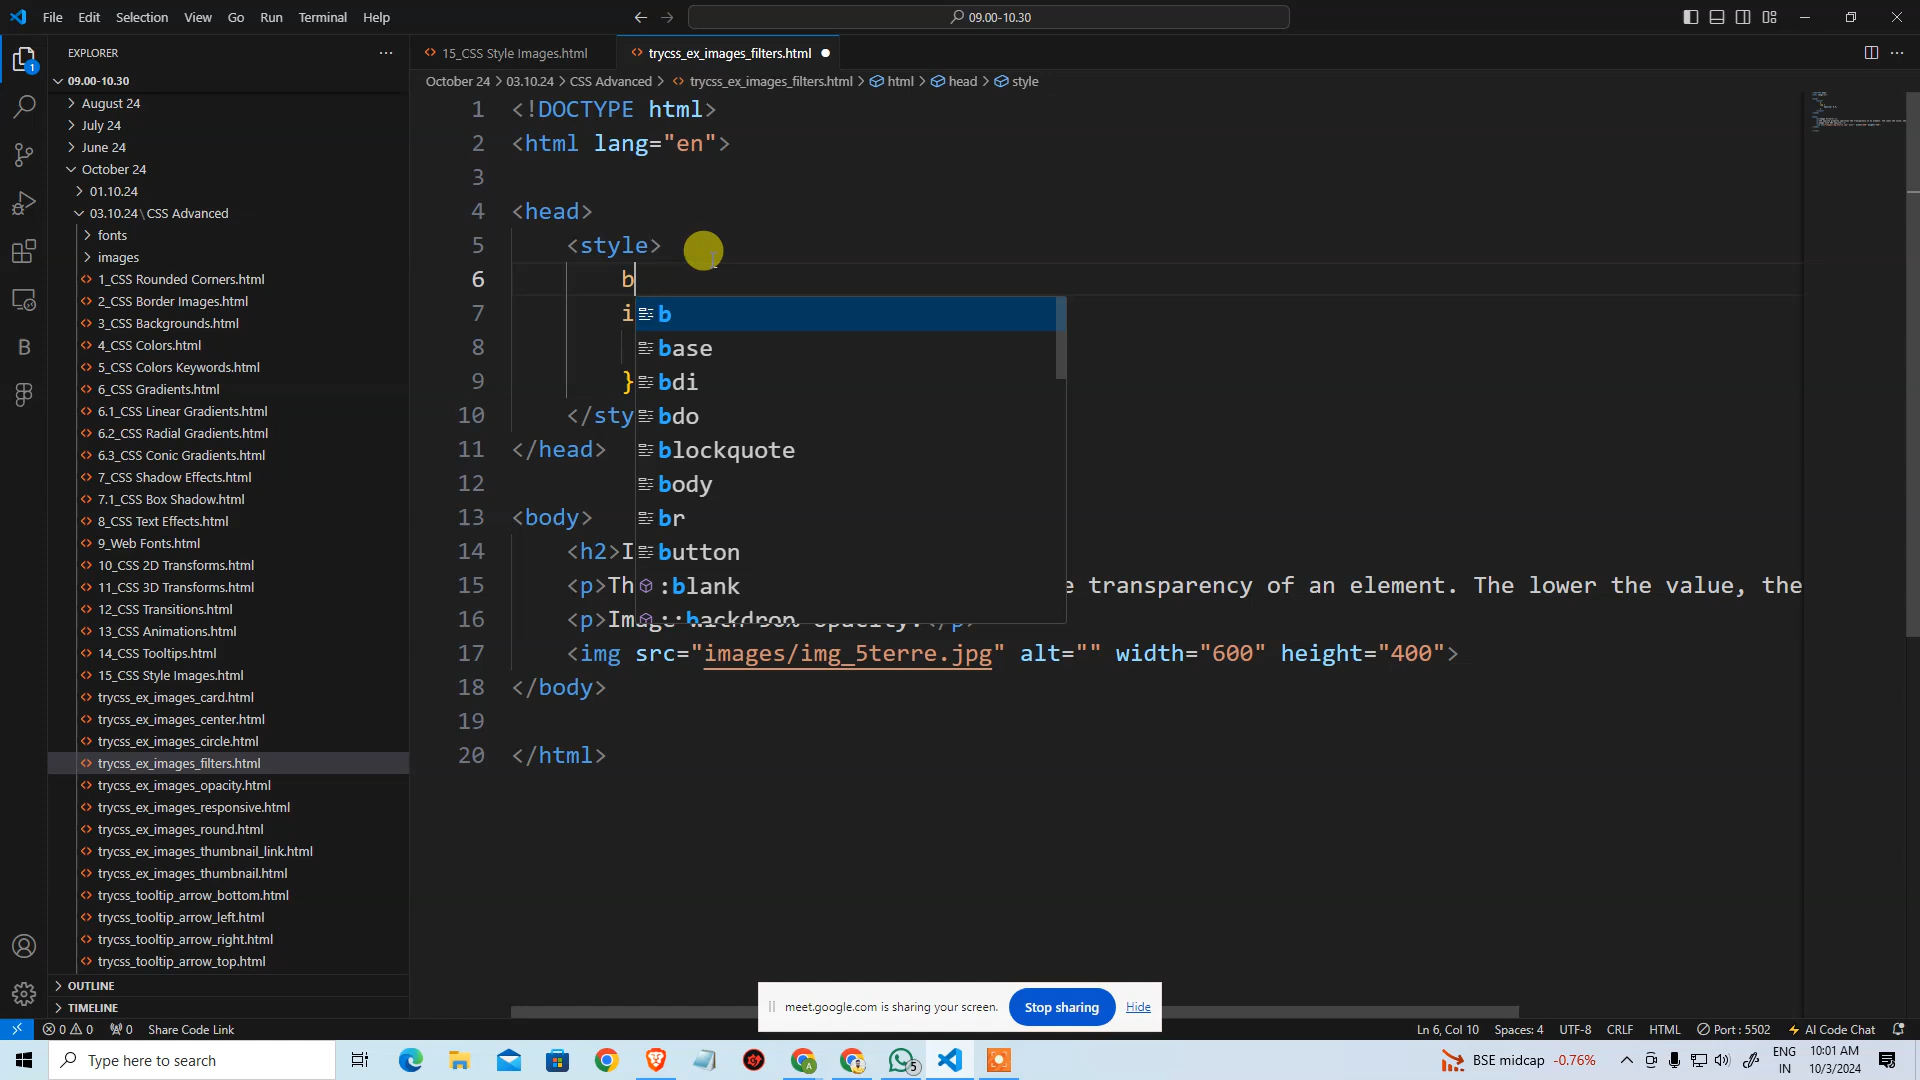 File Edit Selection View Go Run Terminal Help
09.00-10.30
EXPLORER
15_CSS Style Images.html
trycss_ex_images_filters.html
09.00-10.30
October 24 > 03.10.24 > CSS Advanced > trycss_ex_images_filters.html > html > head > style
August 24
July 24
June 24
October 24
01.10.24
03.10.24\CSS Advanced
fonts
images
1_CSS Rounded Corners.html
2_CSS Border Images.html
3_CSS Backgrounds.html
4_CSS Colors.html
5_CSS Colors Keywords.html
6_CSS Gradients.html
6.1_CSS Linear Gradients.html
6.2_CSS Radial Gradients.html
6.3_CSS Conic Gradients.html
7_CSS Shadow Effects.html
7.1_CSS Box Shadow.html
8_CSS Text Effects.html
9_Web Fonts.html
10_CSS 2D Transforms.html
11_CSS 3D Transforms.html
12_CSS Transitions.html
13_CSS Animations.html
14_CSS Tooltips.html
15_CSS Style Images.html
trycss_ex_images_card.html
trycss_ex_images_center.html
trycss_ex_images_circle.html
trycss_ex_images_filters.html
trycss_ex_images_opacity.html
trycss_ex_images_responsive.html
trycss_ex_images_round.html
trycss_ex_images_thumbnail_link.html
trycss_ex_images_thumbnail.html
trycss_tooltip_arrow_bottom.html
trycss_tooltip_arrow_left.html
trycss_tooltip_arrow_right.html
trycss_tooltip_arrow_top.html
OUTLINE
TIMELINE
1 <!DOCTYPE html>
2 <html lang="en">
3
4 <head>
5 <style>
6 b
7 i
8
9 }
10 </sty
11 </head>
12
13 <body>
14 <h2>I
15 <p>Th e transparency of an element. The lower the value, the
16 <p>Image opacity.</p>
17 <img src="images/img_5terre.jpg" alt="" width="600" height="400">
18 </body>
19
20 </html>
b
base
bdi
bdo
blockquote
body
br
button
:blank
::backdrop
meet.google.com is sharing your screen. Stop sharing Hide
0 0 0 Share Code Link
Ln 6, Col 10 Spaces: 4 UTF-8 CRLF HTML Port : 5502 AI Code Chat
Type here to search
5
BSE midcap -0.76%
ENG
IN
10:01 AM
10/3/2024